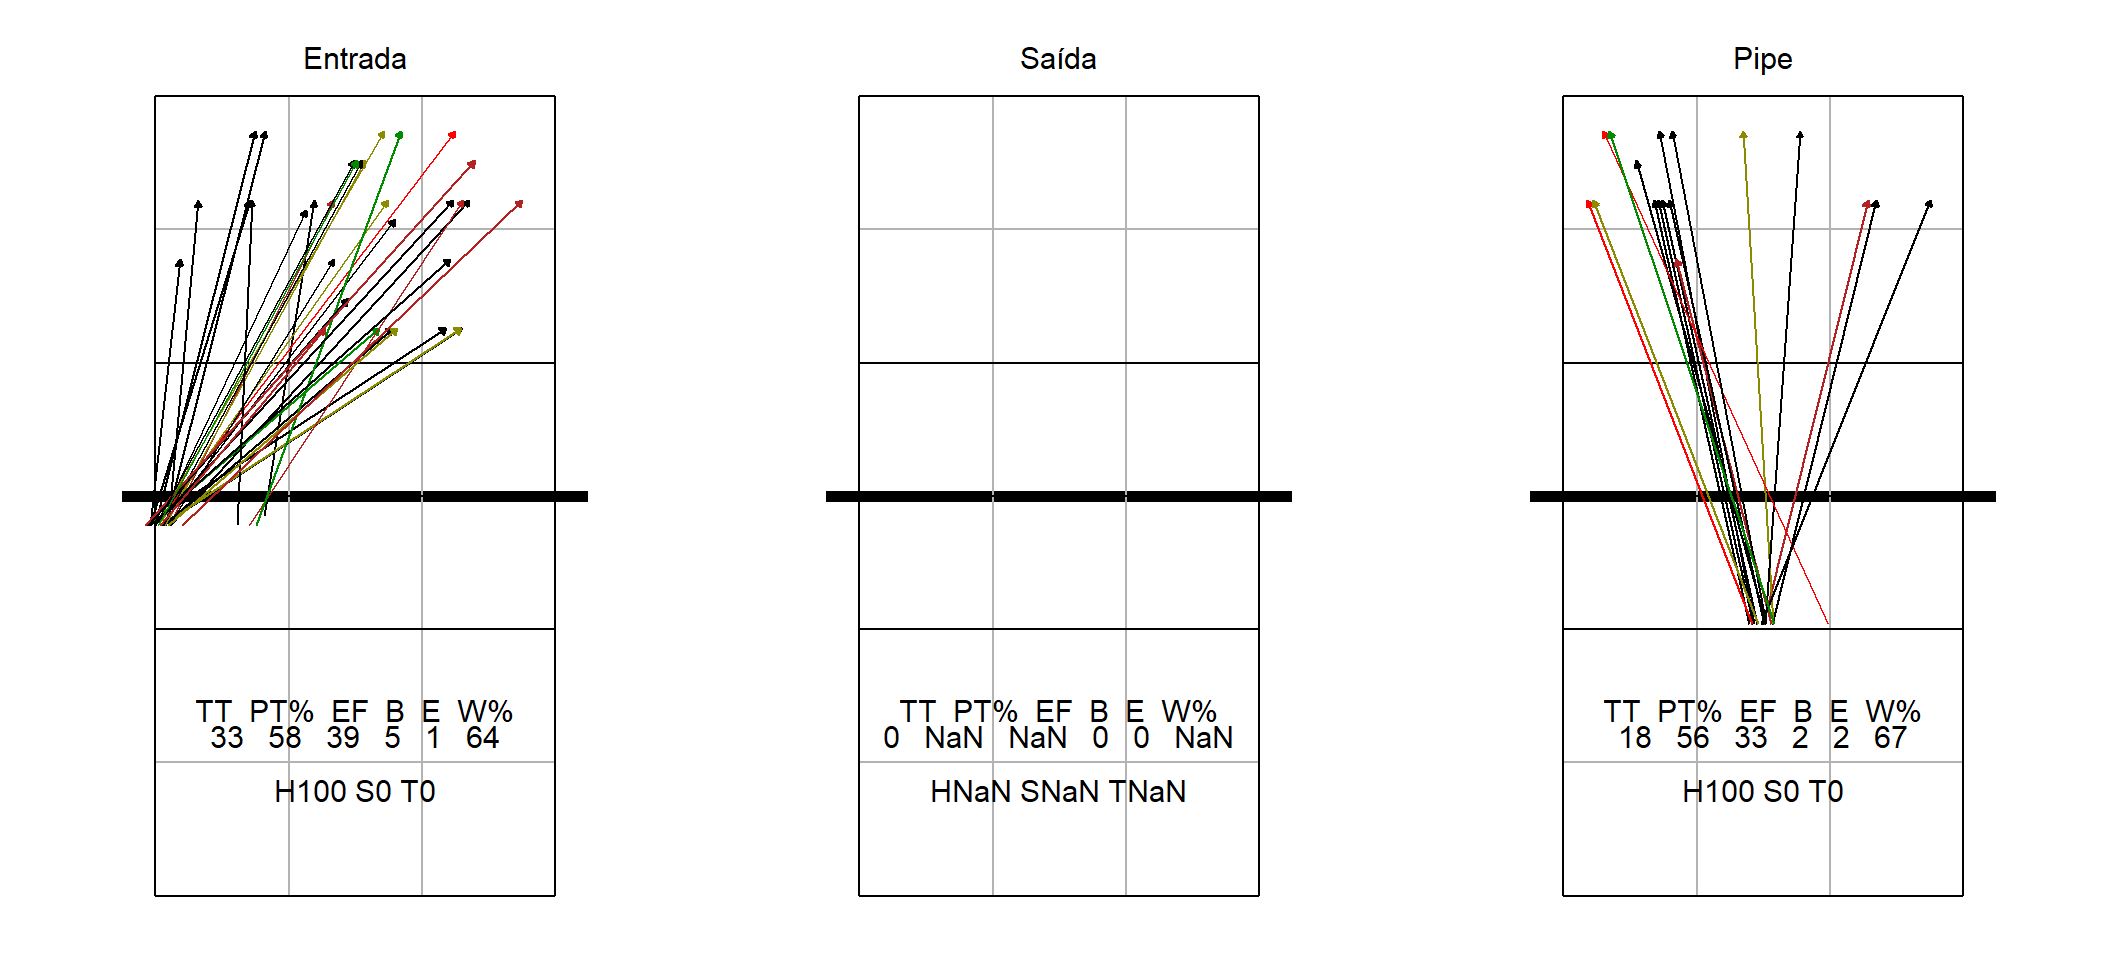 Entrada
TT PT% EF B E W%
33 58 39 5 1 64
H100 S0 T0
Saída
TT PT% EF B E W%
0 NaN NaN 0 0 NaN
HNaN SNaN TNaN
Pipe
TT PT% EF B E W%
18 56 33 2 2 67
H100 S0 T0